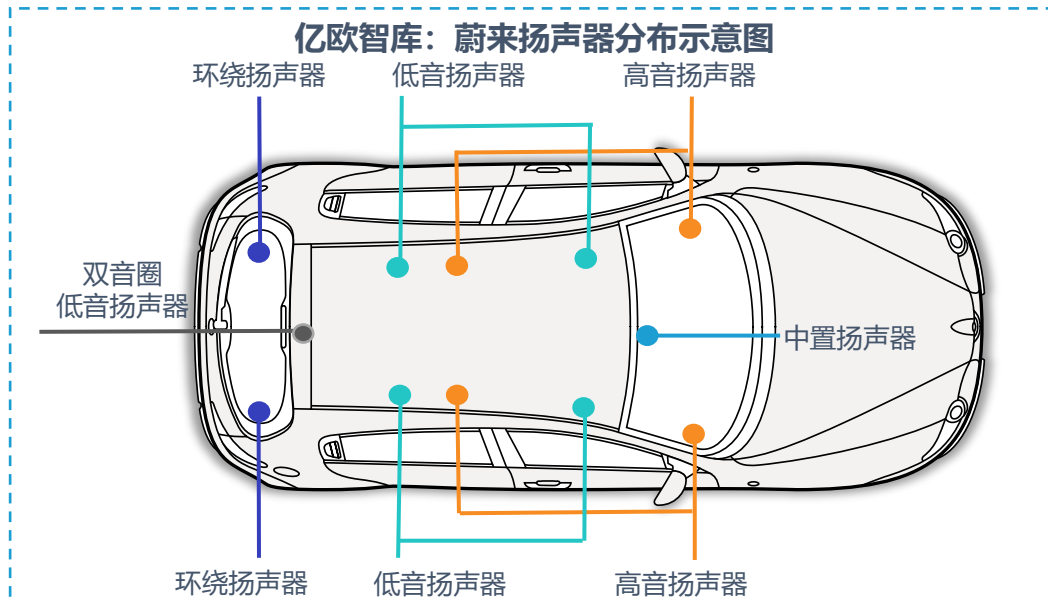 亿欧智库：蔚来扬声器分布示意图
环绕扬声器
低音扬声器
高音扬声器
双音圈
低音扬声器
中置扬声器
环绕扬声器
低音扬声器
高音扬声器